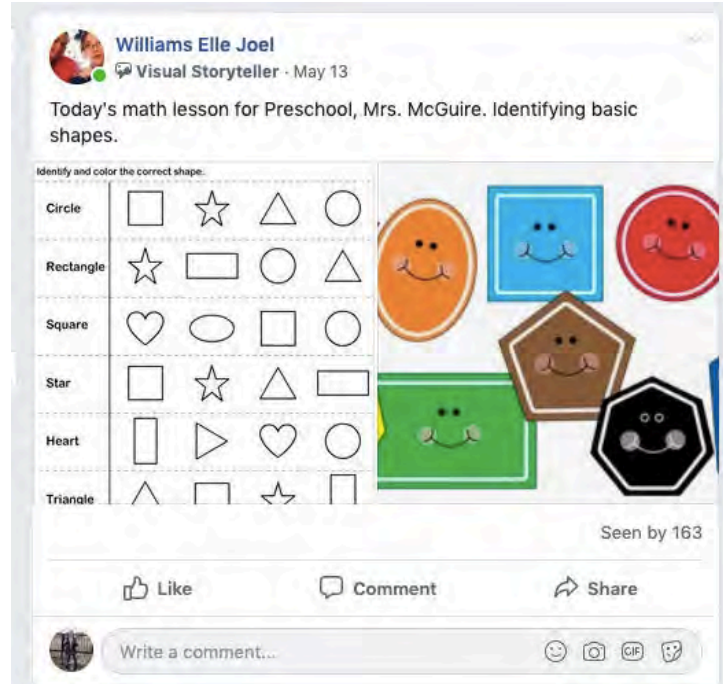 Williams Elle Joel
Visual Storyteller · May 13
Today's math lesson for Preschool, Mrs. McGuire. Identifying basic
shapes.
Identify and color the correct shape.
Circle
Rectangle
Square
Star
Heart
Triangle
Seen by 163
Like Comment Share
Write a comment...
GIF